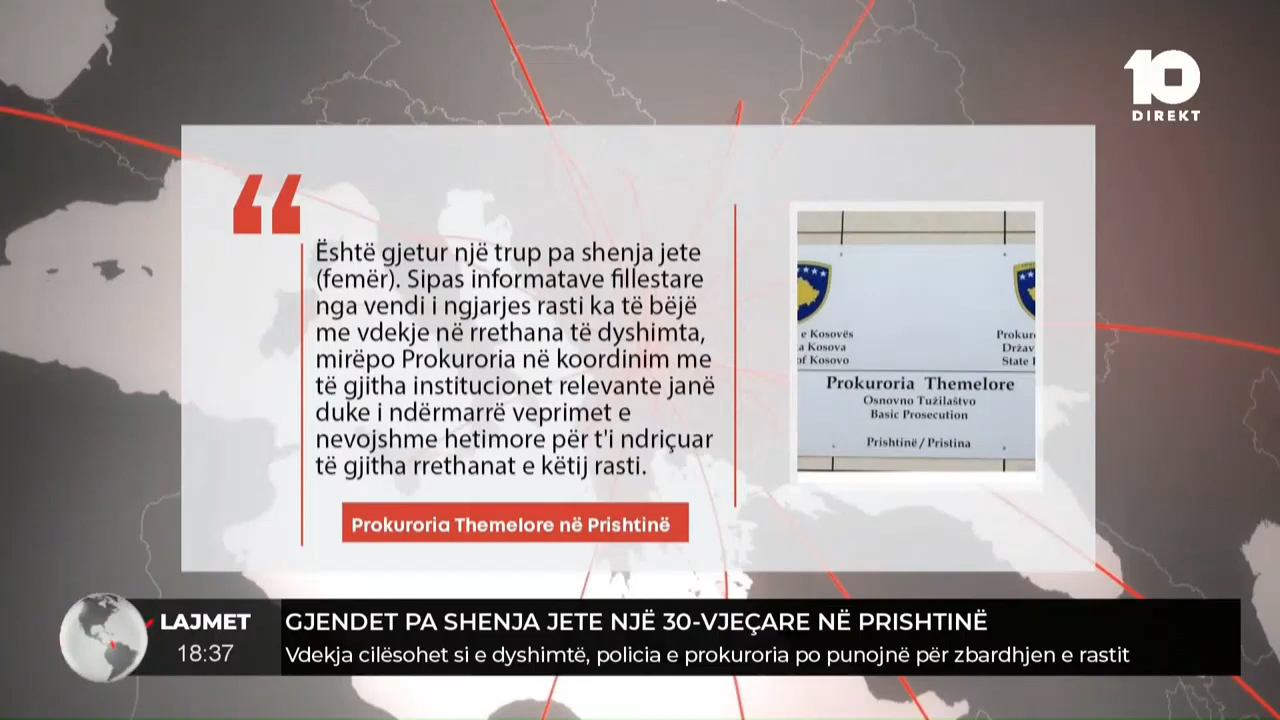 10
DIREKT
Është gjetur një trup pa shenja jete
(femër). Sipas informatave fillestare
nga vendi i ngjarjes rasti ka të bëjë
me vdekje në rrethana të dyshimta,
mirëpo Prokuroria në koordinim me
të gjitha institucionet relevante janë
duke i ndërmarrë veprimet e
nevojshme hetimore për t'i ndriçuar
të gjitha rrethanat e këtij rasti.
Prokuroria Themelore në Prishtinë
e Kosovës
a Kosova
of Kosovo
Prokuro
Držav
State
Prokuroria Themelore
Osnovno Tužilaštvo
Basic Prosecution
Prishtinë / Pristina
LAJMET
18:37
GJENDET PA SHENJA JETE NJË 30-VJEÇARE NË PRISHTINË
Vdekja cilësohet si e dyshimtë, policia e prokuroria po punojnë për zbardhjen e rastit